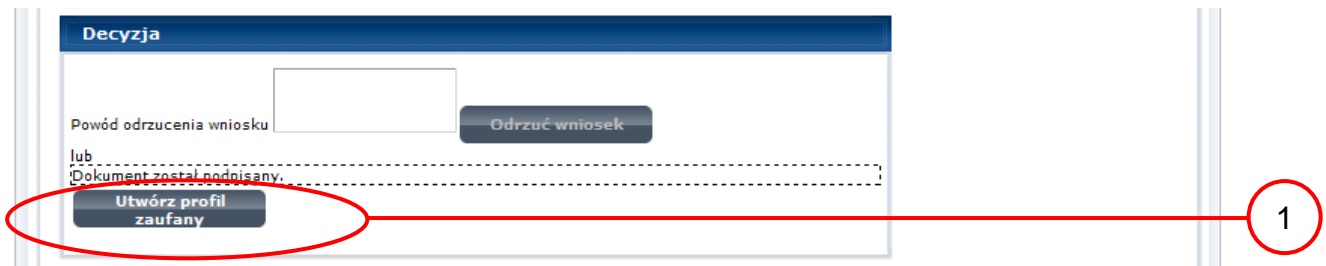 Decyzja
Powód odrzucenia wniosku
Odrzuć wniosek
lub
Dokument został podpisany.
Utwórz profil
zaufany
1